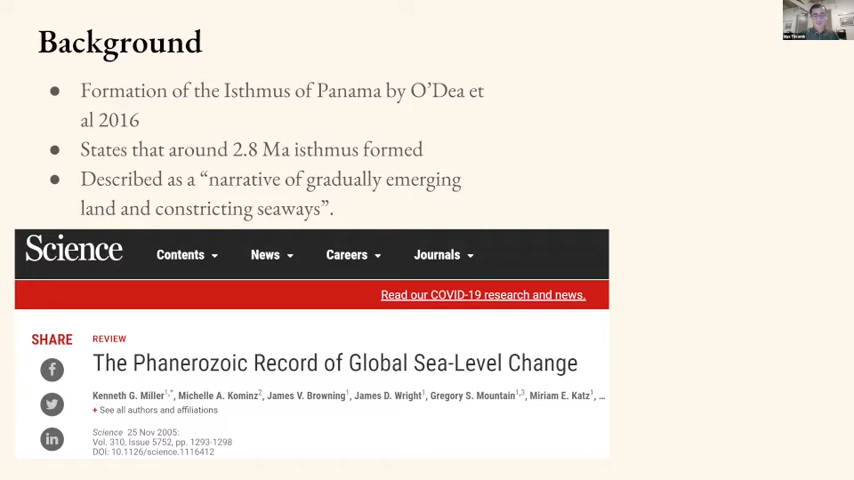 Background
● Formation of the Isthmus of Panama by O’Dea et
al 2016
● States that around 2.8 Ma isthmus formed
● Described as a “narrative of gradually emerging
land and constricting seaways”.
Science Contents News Careers Journals
Read our COVID-19 research and news.
SHARE
REVIEW
The Phanerozoic Record of Global Sea-Level Change
Kenneth G. Miller1,*, Michelle A. Kominz2, James V. Browning1, James D. Wright1, Gregory S. Mountain1,3, Miriam E. Katz1, ...
+ See all authors and affiliations
Science 25 Nov 2005:
Vol. 310, Issue 5752, pp. 1293-1298
DOI: 10.1126/science.1116412